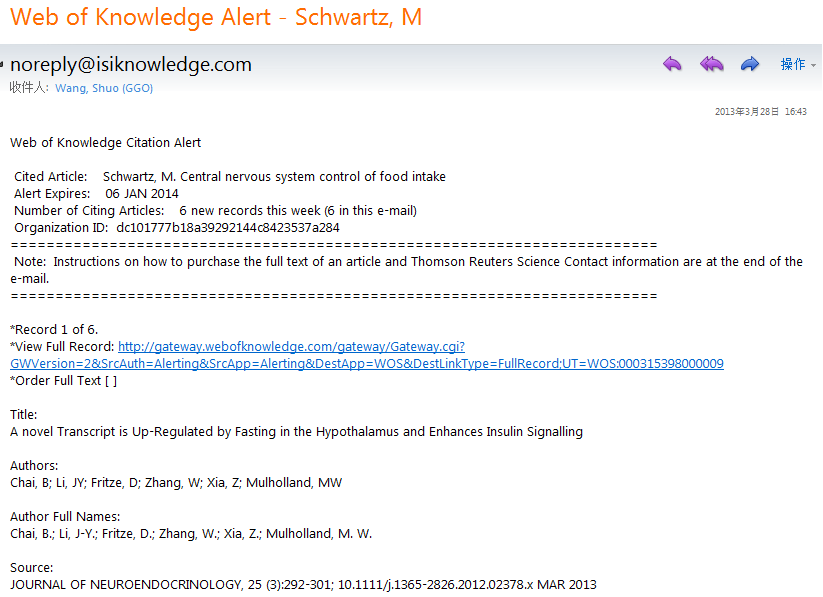 Web of Knowledge Alert - Schwartz, M
noreply@isiknowledge.com
操作
收件人: Wang, Shuo (GGO)
2013年3月28日 16:43
Web of Knowledge Citation Alert
Cited Article: Schwartz, M. Central nervous system control of food intake
Alert Expires: 06 JAN 2014
Number of Citing Articles: 6 new records this week (6 in this e-mail)
Organization ID: dc101777b18a39292144c8423537a284
========================================================================
Note: Instructions on how to purchase the full text of an article and Thomson Reuters Science Contact information are at the end of the
e-mail.
========================================================================
*Record 1 of 6.
*View Full Record: http://gateway.webofknowledge.com/gateway/Gateway.cgi?
GWVersion=2&SrcAuth=Alerting&SrcApp=Alerting&DestApp=WOS&DestLinkType=FullRecord;UT=WOS:000315398000009
*Order Full Text [ ]
Title:
A novel Transcript is Up-Regulated by Fasting in the Hypothalamus and Enhances Insulin Signalling
Authors:
Chai, B; Li, JY; Fritze, D; Zhang, W; Xia, Z; Mulholland, MW
Author Full Names:
Chai, B.; Li, J-Y.; Fritze, D.; Zhang, W.; Xia, Z.; Mulholland, M. W.
Source:
JOURNAL OF NEUROENDOCRINOLOGY, 25 (3):292-301; 10.1111/j.1365-2826.2012.02378.x MAR 2013